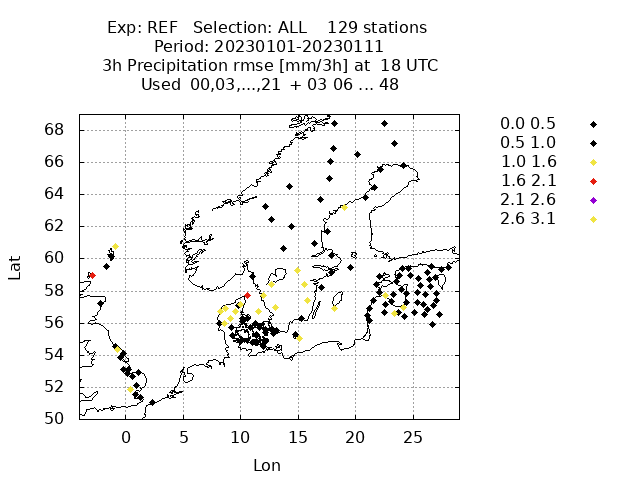 Exp: REF Selection: ALL 129 stations
Period: 20230101-20230111
3h Precipitation rmse [mm/3h] at 18 UTC
Used 00,03,...,21 + 03 06 ... 48
0.0 0.5
0.5 1.0
1.0 1.6
1.6 2.1
2.1 2.6
2.6 3.1
68
66
64
62
60
58
56
54
52
50
Lat
0 5 10 15 20 25
Lon